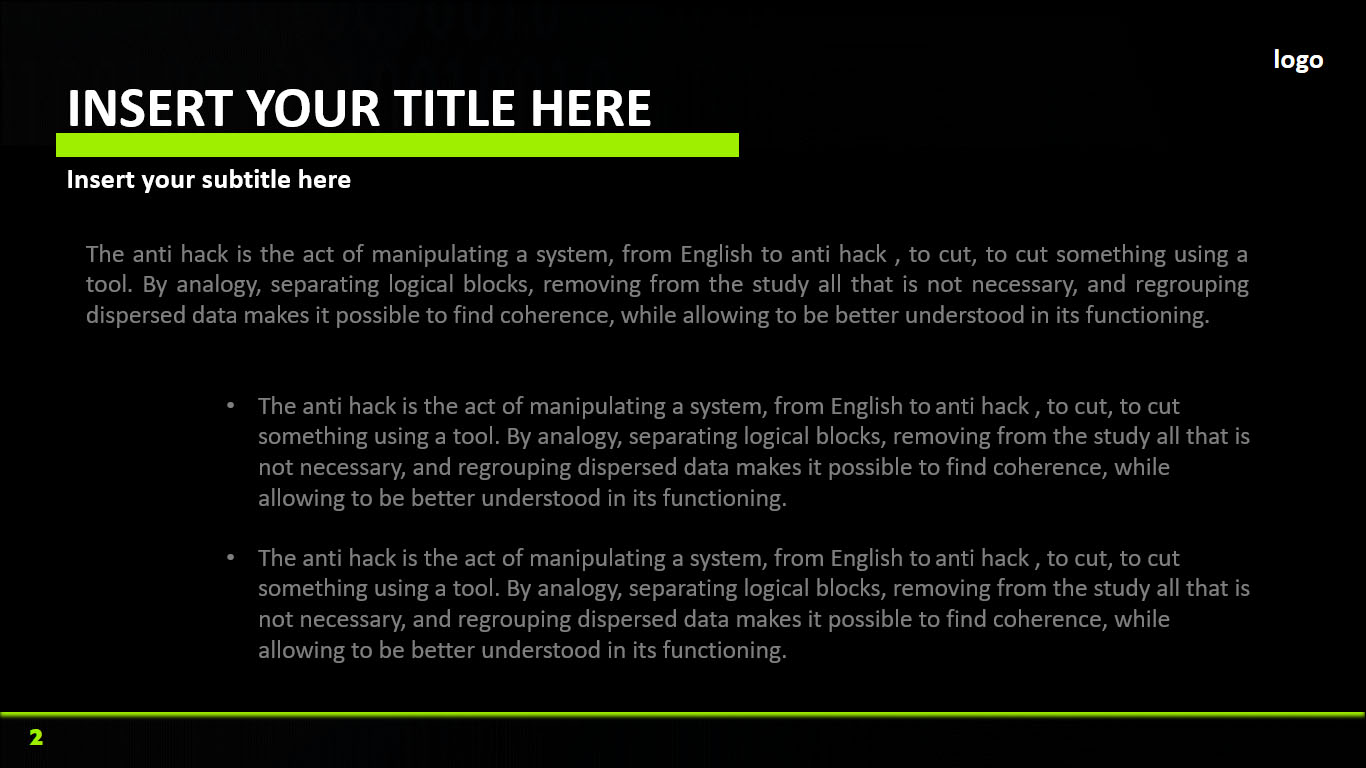 logo
INSERT YOUR TITLE HERE
Insert your subtitle here
The anti hack is the act of manipulating a system, from English to anti hack , to cut, to cut something using a
tool. By analogy, separating logical blocks, removing from the study all that is not necessary, and regrouping
dispersed data makes it possible to find coherence, while allowing to be better understood in its functioning.
• The anti hack is the act of manipulating a system, from English to anti hack , to cut, to cut
something using a tool. By analogy, separating logical blocks, removing from the study all that is
not necessary, and regrouping dispersed data makes it possible to find coherence, while
allowing to be better understood in its functioning.
• The anti hack is the act of manipulating a system, from English to anti hack , to cut, to cut
something using a tool. By analogy, separating logical blocks, removing from the study all that is
not necessary, and regrouping dispersed data makes it possible to find coherence, while
allowing to be better understood in its functioning.
2